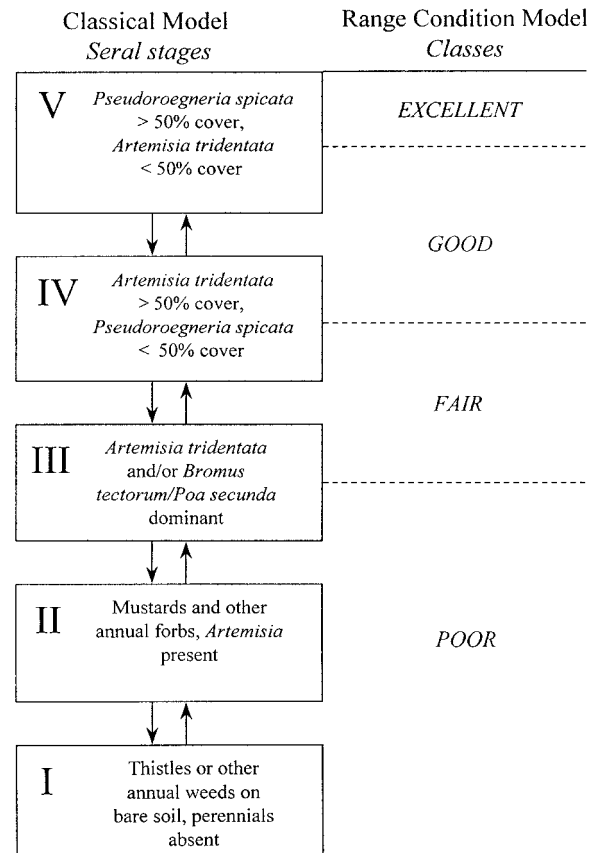 Classical Model
Seral stages
Range Condition Model
Classes
V
Pseudoroegneria spicata
> 50% cover,
Artemisia tridentata
< 50% cover
EXCELLENT
GOOD
IV
Artemisia tridentata
> 50% cover,
Pseudoroegneria spicata
< 50% cover
FAIR
III
Artemisia tridentata
and/or Bromus
tectorum/Poa secunda
dominant
II
Mustards and other
annual forbs, Artemisia
present
POOR
I
Thistles or other
annual weeds on
bare soil, perennials
absent